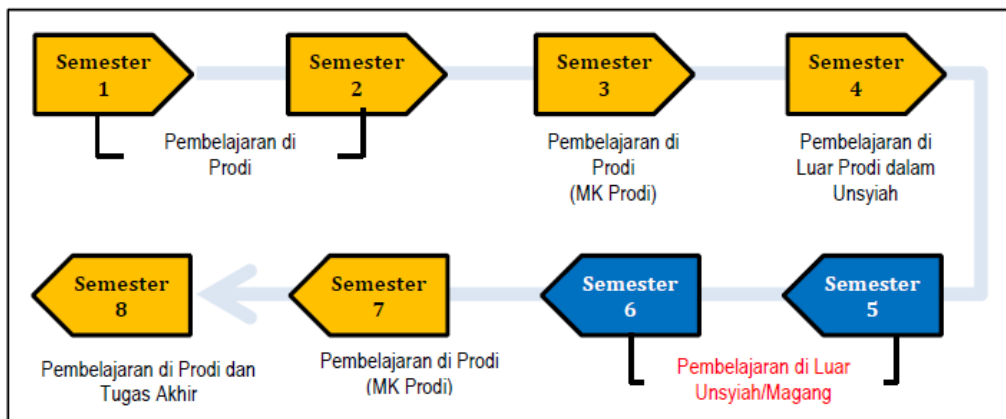 Semester
1
Semester
2
Semester
3
Semester
4
Pembelajaran di
Prodi
Pembelajaran di
Prodi
(MK Prodi)
Pembelajaran di
Luar Prodi dalam
Unsyiah
Semester
8
Semester
7
Semester
6
Semester
5
Pembelajaran di Prodi dan
Tugas Akhir
Pembelajaran di Prodi
(MK Prodi)
Pembelajaran di Luar
Unsyiah/Magang